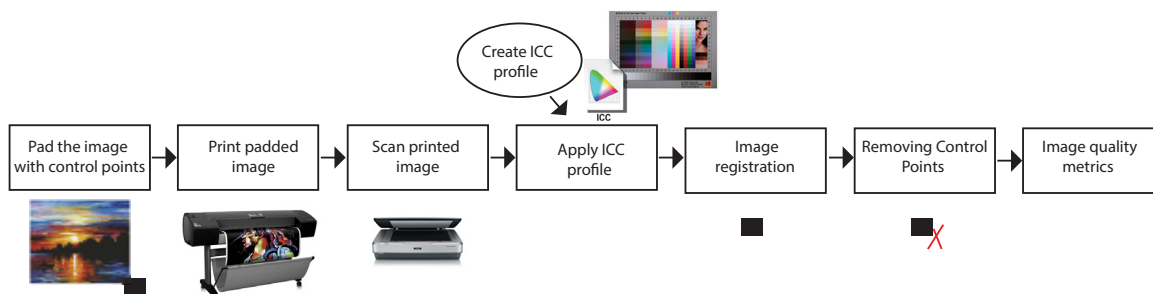 Create ICC
profile
ICC
Pad the image
with control points
Print padded
image
Scan printed
image
Apply ICC
profile
Image
registration
Removing Control
Points
Image quality
metrics